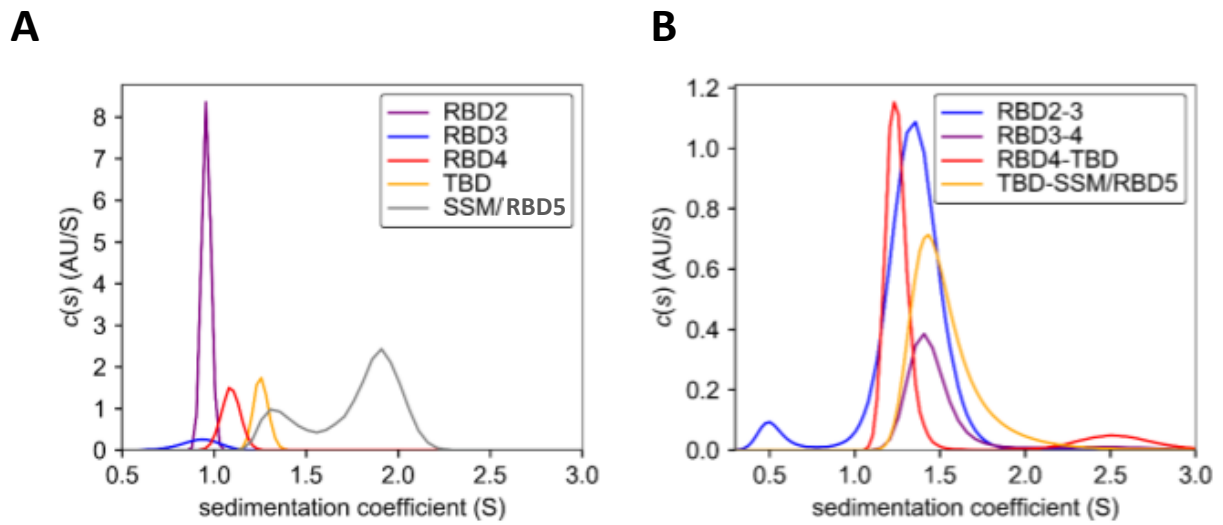 A
B
8
7
6
5
4
3
2
1
0
c(s) (AU/S)
RBD2
RBD3
RBD4
TBD
SSM/RBD5
0.5 1.0 1.5 2.0 2.5 3.0
sedimentation coefficient (S)
1.2
1.0
0.8
0.6
0.4
0.2
0.0
c(s) (AU/S)
RBD2-3
RBD3-4
RBD4-TBD
TBD-SSM/RBD5
0.5 1.0 1.5 2.0 2.5 3.0
sedimentation coefficient (S)